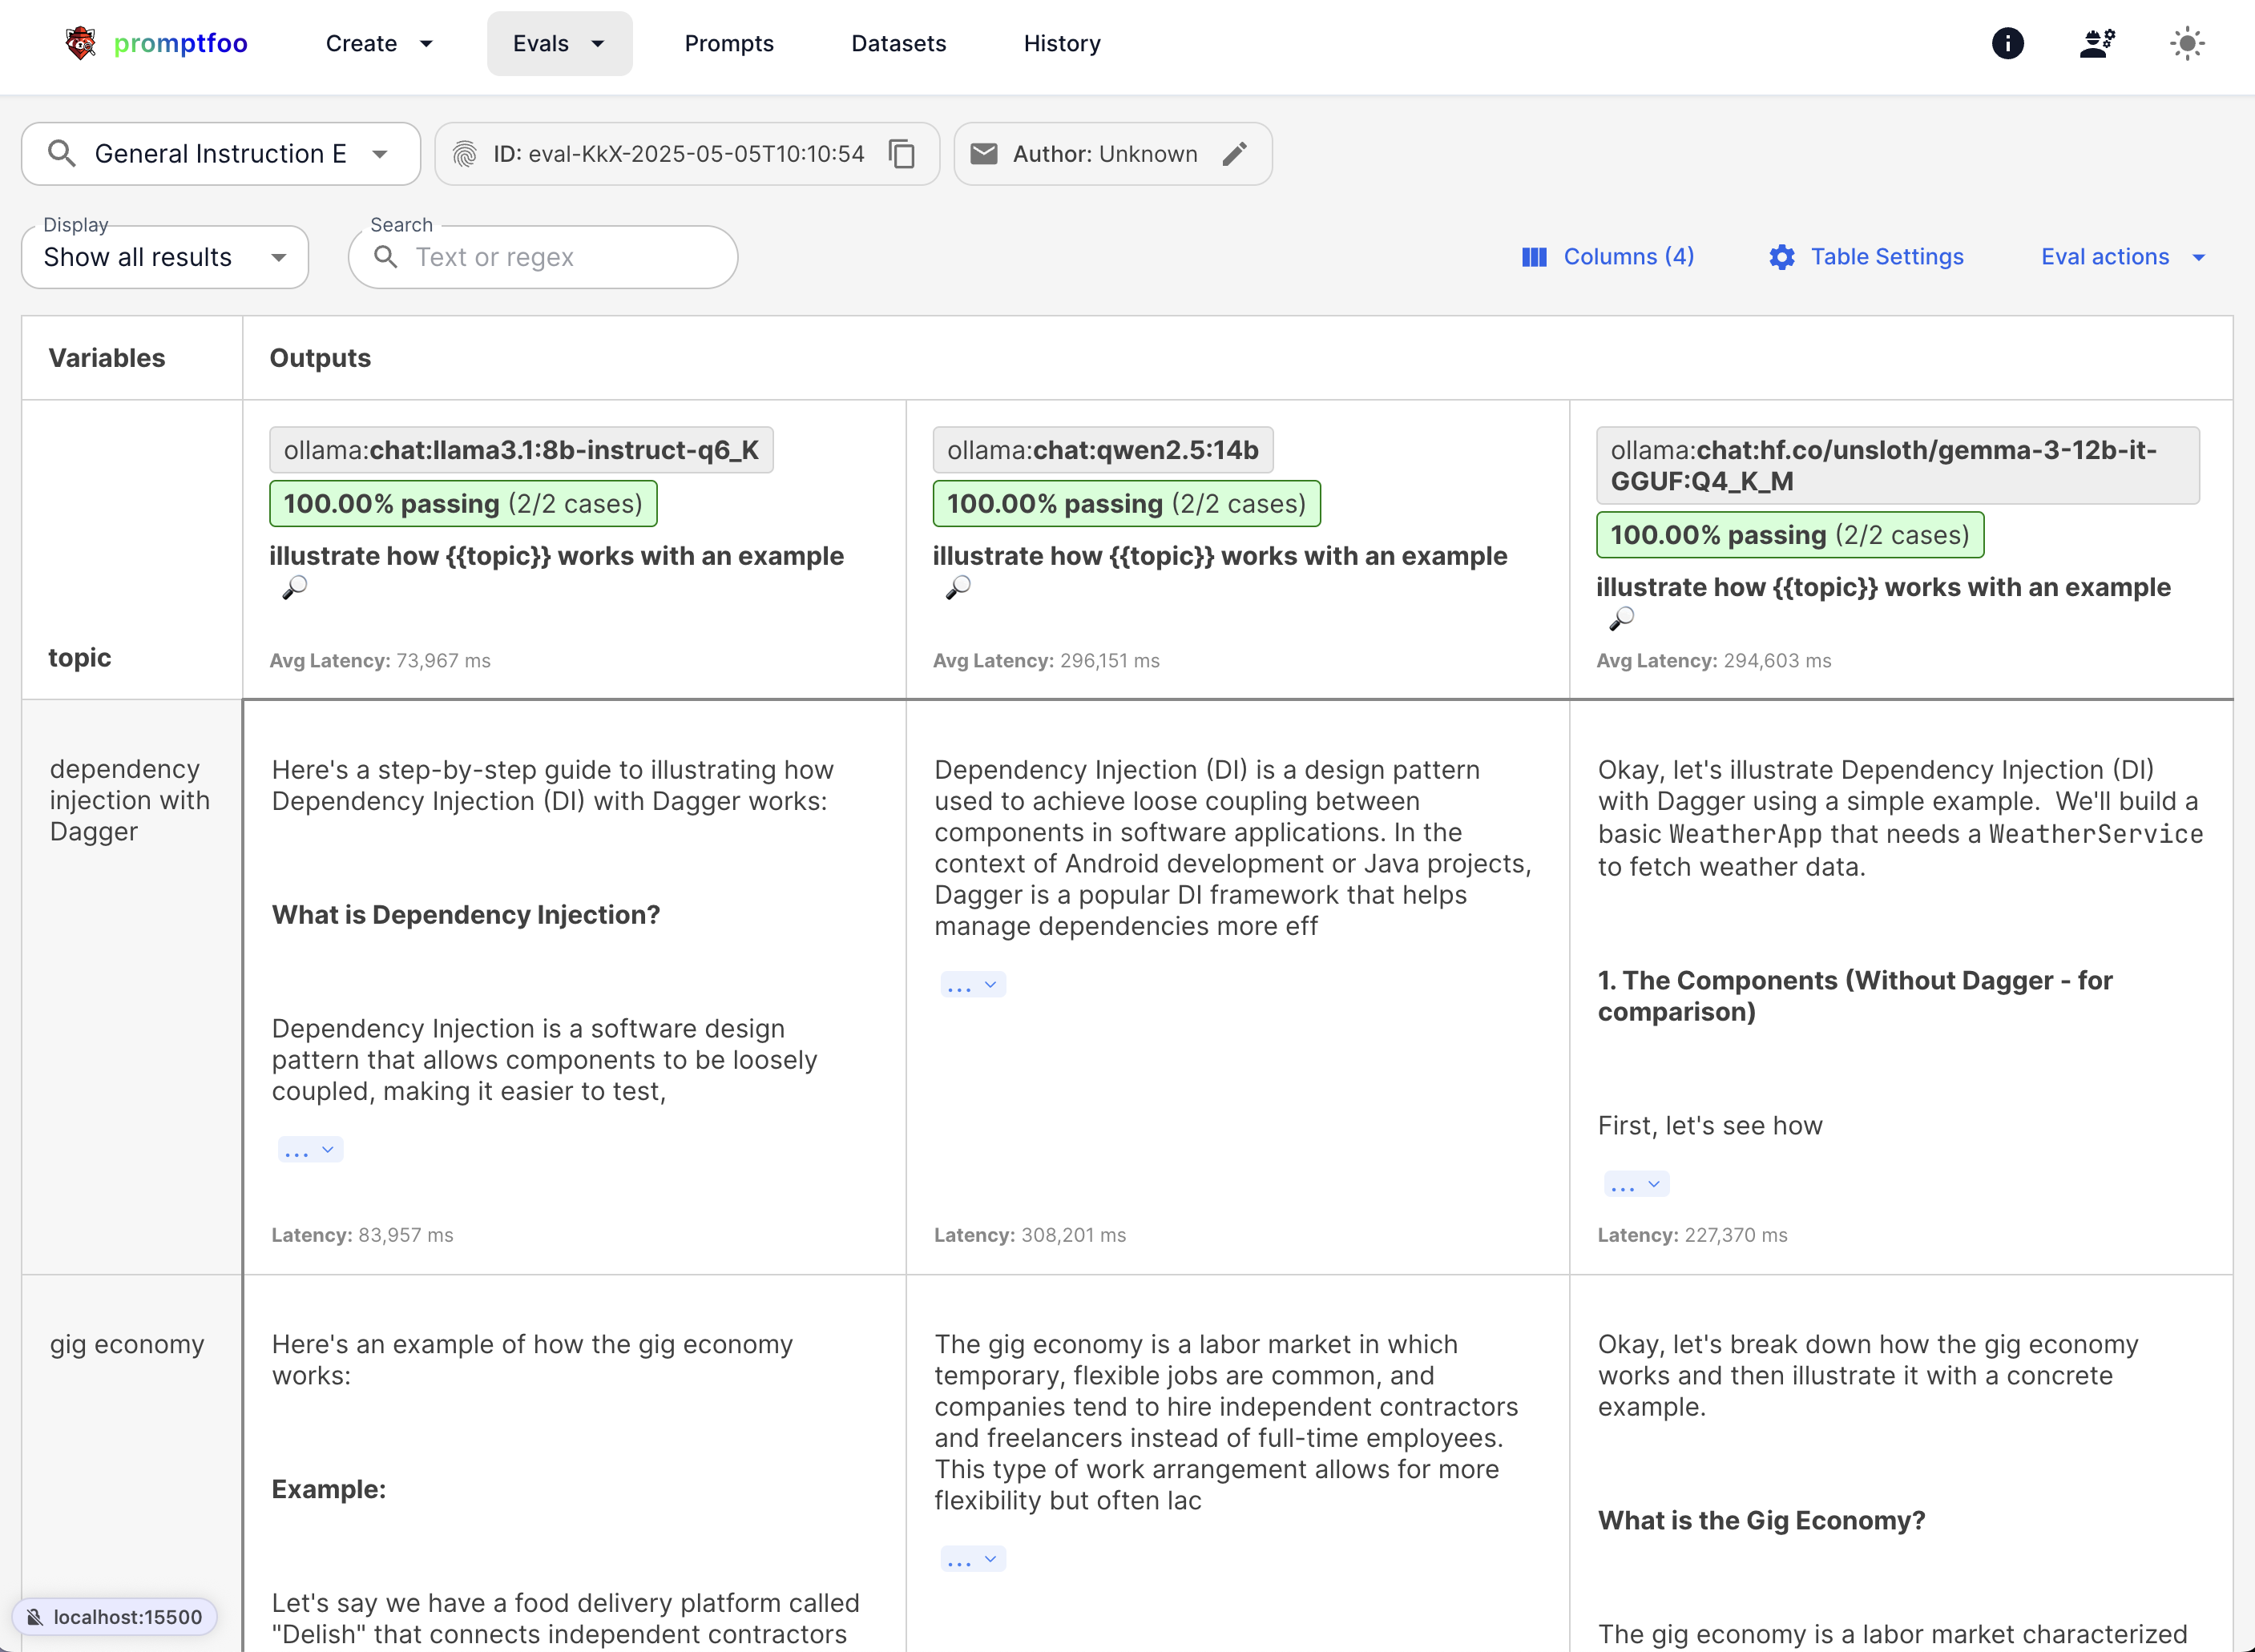 promptfoo
Create
Evals
Prompts
Datasets
History
General Instruction E
ID: eval-KkX-2025-05-05T10:10:54
Author: Unknown
Display
Show all results
Search
Text or regex
Columns (4)
Table Settings
Eval actions
Variables
Outputs
topic
ollama:chat:llama3.1:8b-instruct-q6_K
100.00% passing (2/2 cases)
illustrate how {{topic}} works with an example
Avg Latency: 73,967 ms
ollama:chat:qwen2.5:14b
100.00% passing (2/2 cases)
illustrate how {{topic}} works with an example
Avg Latency: 296,151 ms
ollama:chat:hf.co/unsloth/gemma-3-12b-it-
GGUF:Q4_K_M
100.00% passing (2/2 cases)
illustrate how {{topic}} works with an example
Avg Latency: 294,603 ms
dependency
injection with
Dagger
Here's a step-by-step guide to illustrating how
Dependency Injection (DI) with Dagger works:
What is Dependency Injection?
Dependency Injection is a software design
pattern that allows components to be loosely
coupled, making it easier to test,
...
Latency: 83,957 ms
Dependency Injection (DI) is a design pattern
used to achieve loose coupling between
components in software applications. In the
context of Android development or Java projects,
Dagger is a popular DI framework that helps
manage dependencies more eff
...
Latency: 308,201 ms
Okay, let's illustrate Dependency Injection (DI)
with Dagger using a simple example. We'll build a
basic WeatherApp that needs a WeatherService
to fetch weather data.
1. The Components (Without Dagger - for
comparison)
First, let's see how
...
Latency: 227,370 ms
gig economy
Here's an example of how the gig economy
works:
Example:
Let's say we have a food delivery platform called
"Delish" that connects independent contractors
The gig economy is a labor market in which
temporary, flexible jobs are common, and
companies tend to hire independent contractors
and freelancers instead of full-time employees.
This type of work arrangement allows for more
flexibility but often lac
...
Okay, let's break down how the gig economy
works and then illustrate it with a concrete
example.
What is the Gig Economy?
The gig economy is a labor market characterized
localhost:15500